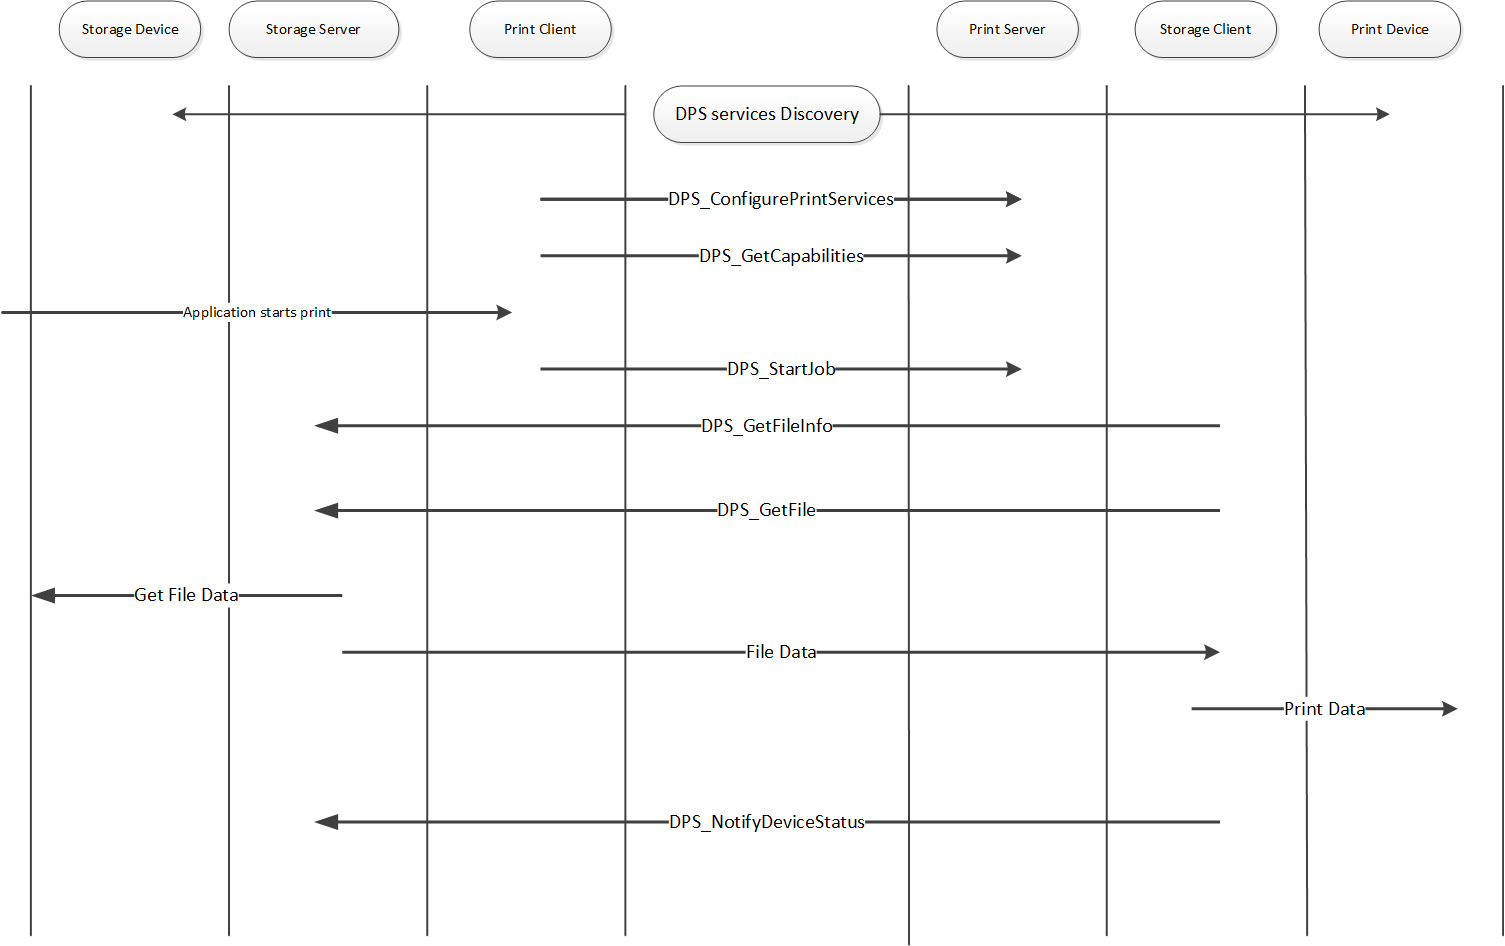 Storage Device
Storage Server
Print Client
Print Server
Storage Client
Print Device
DPS services Discovery
DPS_ConfigurePrintServices
DPS_GetCapabilities
Application starts print
DPS_StartJob
DPS_GetFileInfo
DPS_GetFile
Get File Data
File Data
Print Data
DPS_NotifyDeviceStatus